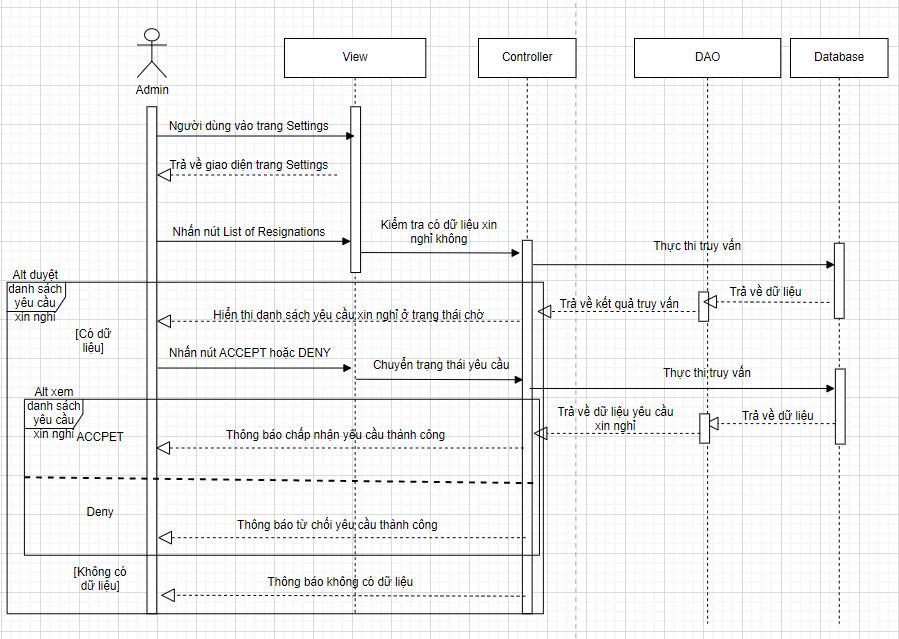 View
Controller
DAO
Database
Admin
Người dùng vào trang Settings
Trả về giao diện trang Settings
Nhấn nút List of Resignations
Kiểm tra có dữ liệu xin
nghỉ không
Thực thi truy vấn
Alt duyệt
danh sách
yêu cầu
xin nghỉ
Trả về dữ liệu
Trả về kết quả truy vấn
Hiển thi danh sách yêu cầu xin nghỉ ở trạng thái chờ
[Có dữ
liệu]
Nhấn nút ACCEPT hoặc DENY
Chuyển trạng thái yêu cầu
Thực thi truy vấn
Alt xem
danh sách
yêu cầu
xin nghỉ
ACCPET
Trả về dữ liệu yêu cầu
xin nghỉ
Trả về dữ liệu
Thông báo chấp nhận yêu cầu thành công
Deny
Thông báo từ chối yêu cầu thành công
[Không có
dữ liệu]
Thông báo không có dữ liệu